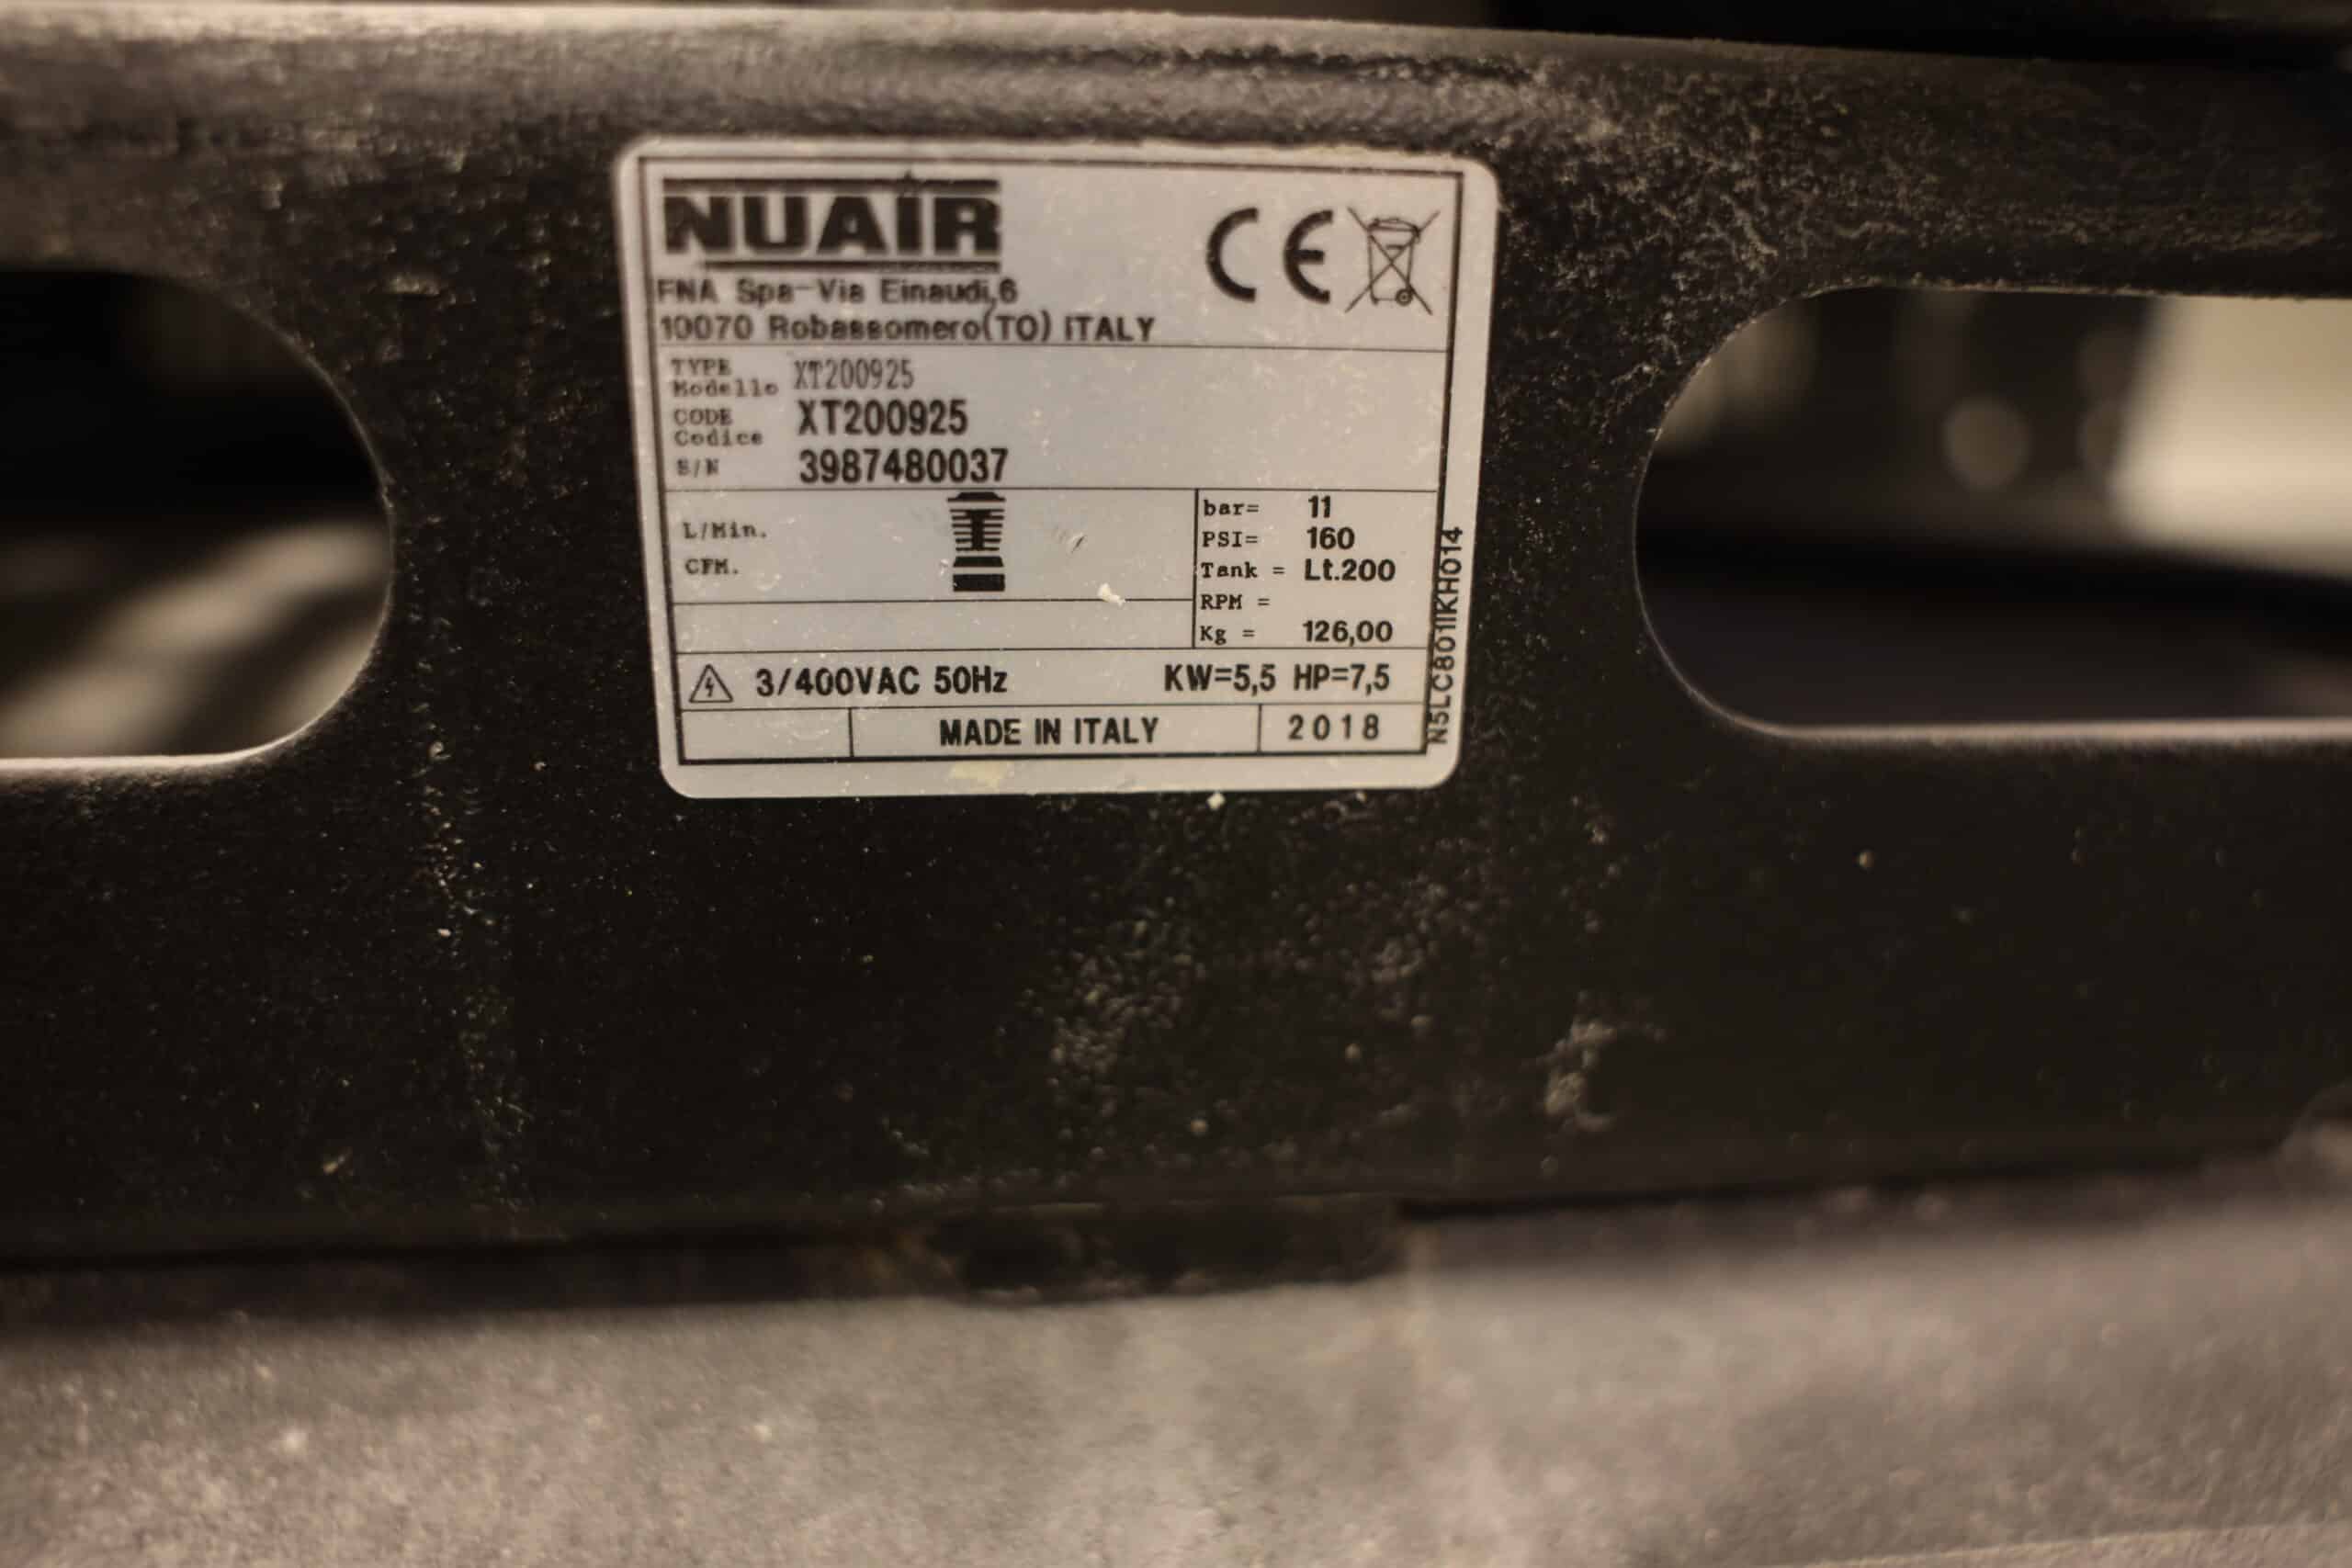 NUAIR
CE
FNA Spa-Via Einaudi,6
10070 Robassomero(TO) ITALY
TYPE
Modello XT200925
CODE
Codice XT200925
S/N 3987480037
L/Min.
CFM.
bar= 11
PSI= 160
Tank = Lt.200
RPM =
Kg = 126,00
3/400VAC 50Hz KW=5,5 HP=7,5
MADE IN ITALY 2018
N5LC801IKH014